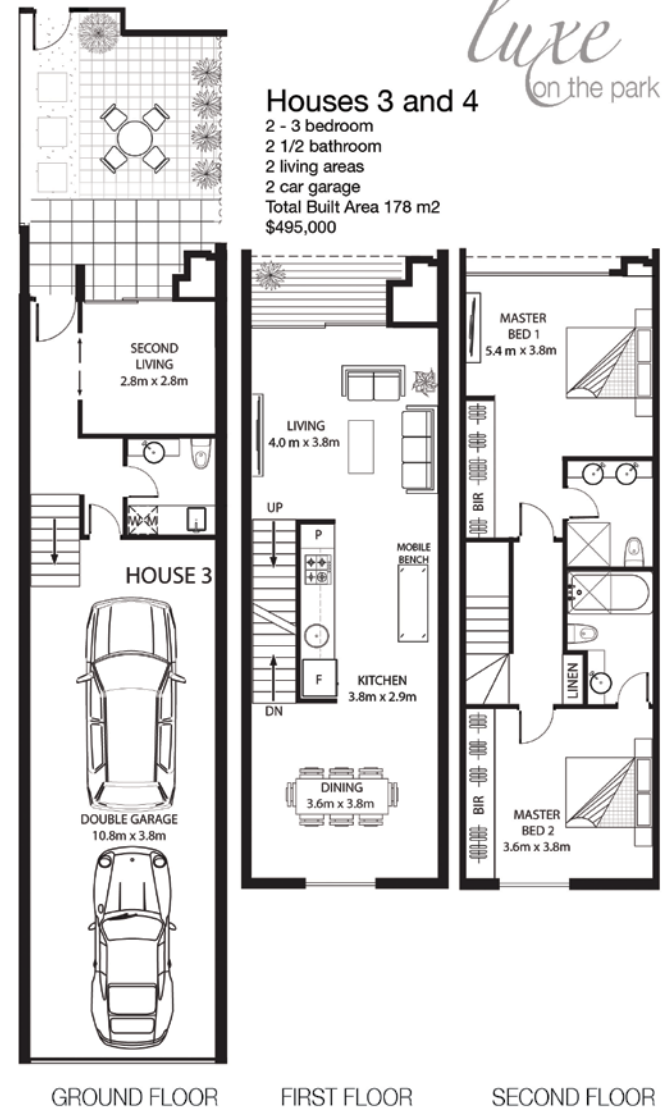 luxe
on the park
Houses 3 and 4
2 - 3 bedroom
2 1/2 bathroom
2 living areas
2 car garage
Total Built Area 178 m2
$495,000
SECOND
LIVING
2.8m x 2.8m
W/M
HOUSE 3
DOUBLE GARAGE
10.8m x 3.8m
GROUND FLOOR
LIVING
4.0 m x 3.8m
UP
P
MOBILE
BENCH
F
KITCHEN
3.8m x 2.9m
DN
DINING
3.6m x 3.8m
FIRST FLOOR
MASTER
BED 1
5.4 m x 3.8m
BIR
LINEN
BIR
MASTER
BED 2
3.6m x 3.8m
SECOND FLOOR